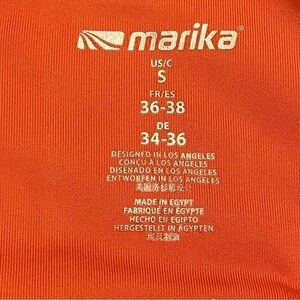 marika
US/C
S
FR/ES
36-38
DE
34-36
DESIGNED IN LOS ANGELES
CONÇU À LOS ANGELES
DISEÑADO EN LOS ANGELES
ENTWORFEN IN LOS ANGELES
MADE IN EGYPT
FABRIQUÉ EN ÉGYPTE
HECHO EN EGIPTO
HERGESTELLT IN ÄGYPTEN